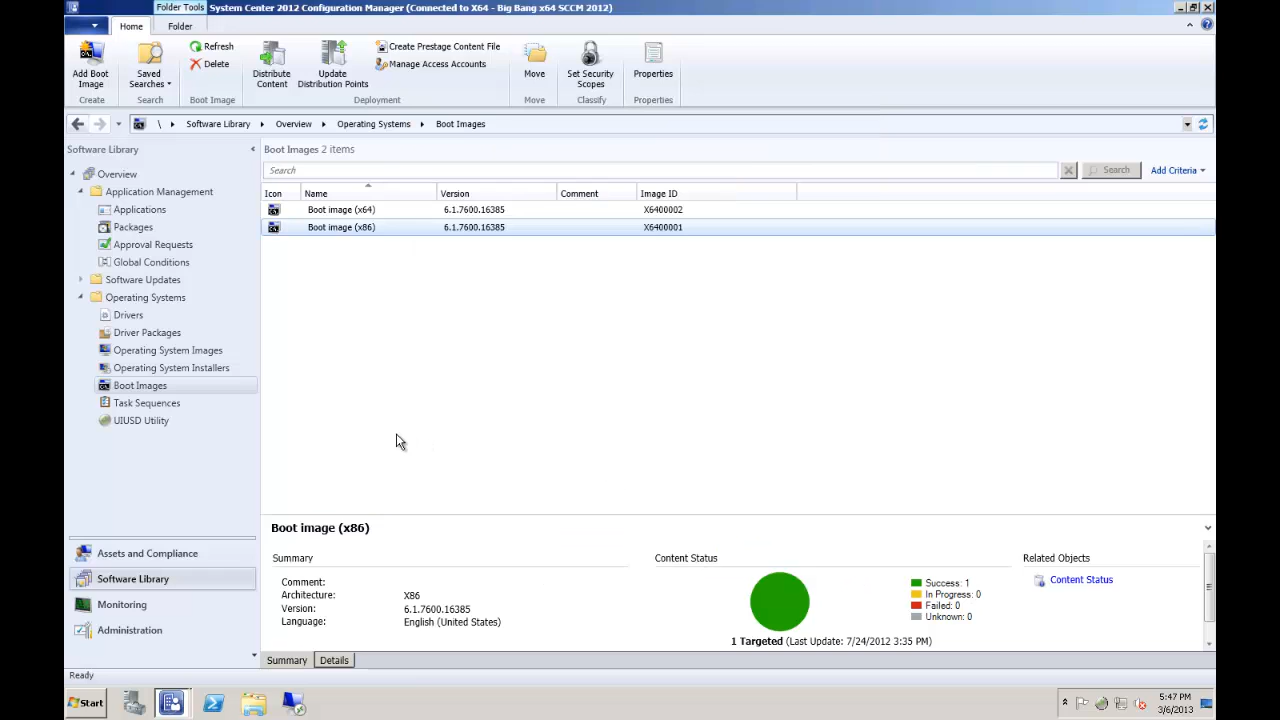 Folder Tools System Center 2012 Configuration Manager (Connected to X64 - Big Bang x64 SCCM 2012)
Home Folder
Add Boot Image
Create
Saved Searches
Search
Refresh
Delete
Boot Image
Distribute Content
Update Distribution Points
Create Prestage Content File
Manage Access Accounts
Deployment
Move
Move
Set Security Scopes
Classify
Properties
Properties
\ Software Library Overview Operating Systems Boot Images
Software Library
Overview
Application Management
Applications
Packages
Approval Requests
Global Conditions
Software Updates
Operating Systems
Drivers
Driver Packages
Operating System Images
Operating System Installers
Boot Images
Task Sequences
UIUSD Utility
Assets and Compliance
Software Library
Monitoring
Administration
Boot Images 2 items
Search Search Add Criteria
Icon Name Version Comment Image ID
Boot image (x64) 6.1.7600.16385 X6400002
Boot image (x86) 6.1.7600.16385 X6400001
Boot image (x86)
Summary
Comment:
Architecture: X86
Version: 6.1.7600.16385
Language: English (United States)
Content Status
Success: 1
In Progress: 0
Failed: 0
Unknown: 0
1 Targeted (Last Update: 7/24/2012 3:35 PM)
Related Objects
Content Status
Summary Details
Ready
Start
5:47 PM
3/6/2013